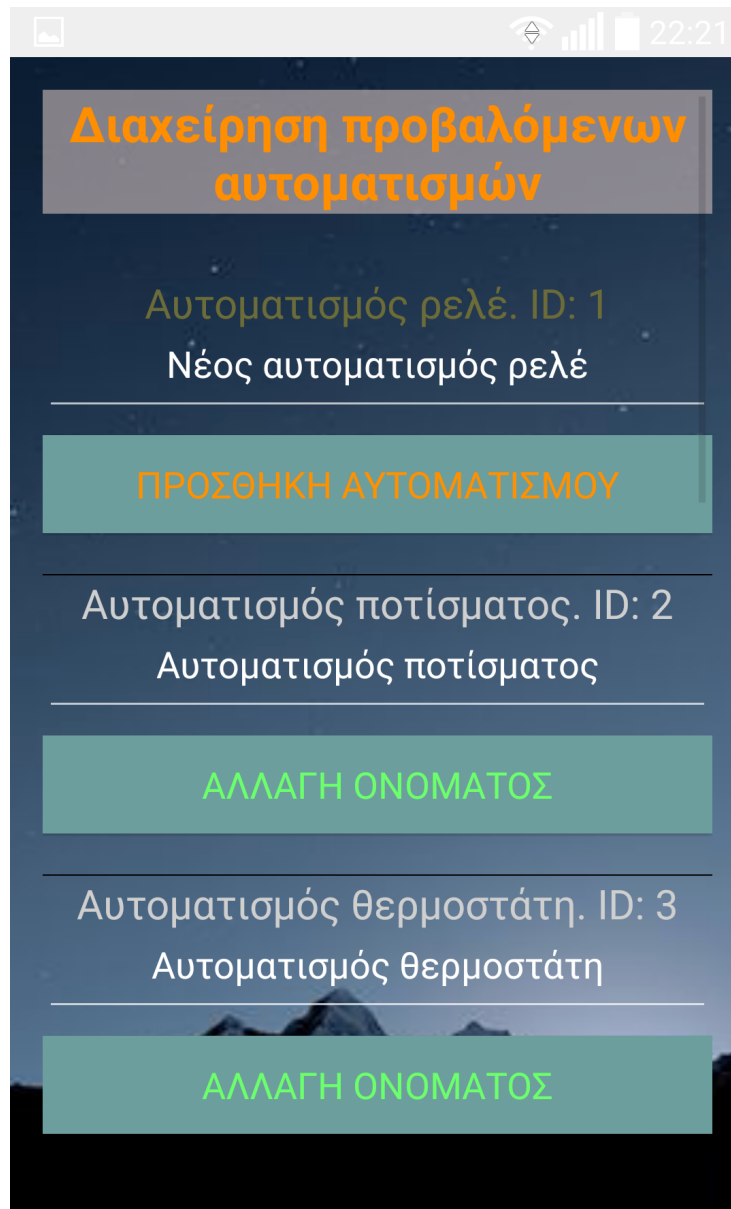 22:21
Διαχείρηση προβαλόμενων
αυτοματισμών
Αυτοματισμός ρελέ. ID: 1
Νέος αυτοματισμός ρελέ
ΠΡΟΣΘΗΚΗ ΑΥΤΟΜΑΤΙΣΜΟΥ
Αυτοματισμός ποτίσματος. ID: 2
Αυτοματισμός ποτίσματος
ΑΛΛΑΓΗ ΟΝΟΜΑΤΟΣ
Αυτοματισμός θερμοστάτη. ID: 3
Αυτοματισμός θερμοστάτη
ΑΛΛΑΓΗ ΟΝΟΜΑΤΟΣ